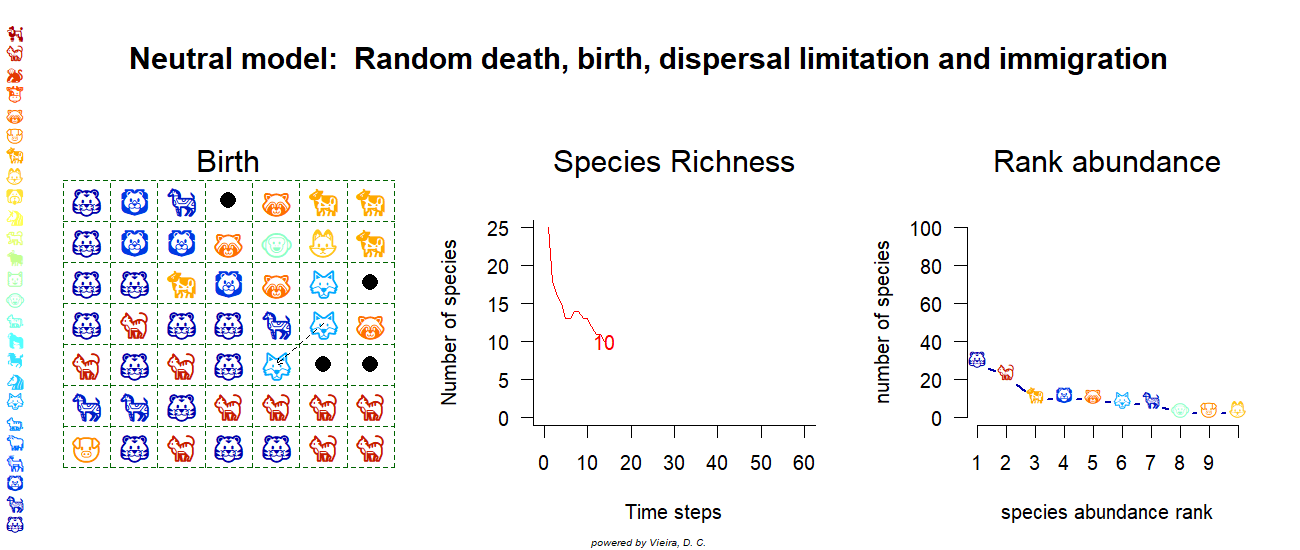 Neutral model:  Random death, birth, dispersal limitation and immigration
Birth
Species Richness
Number of species
25
20
15
10
5
0
10
0 10 20 30 40 50 60
Time steps
Rank abundance
number of species
100
80
60
40
20
0
1 2 3 4 5 6 7 8 9
species abundance rank
powered by Vieira, D. C.